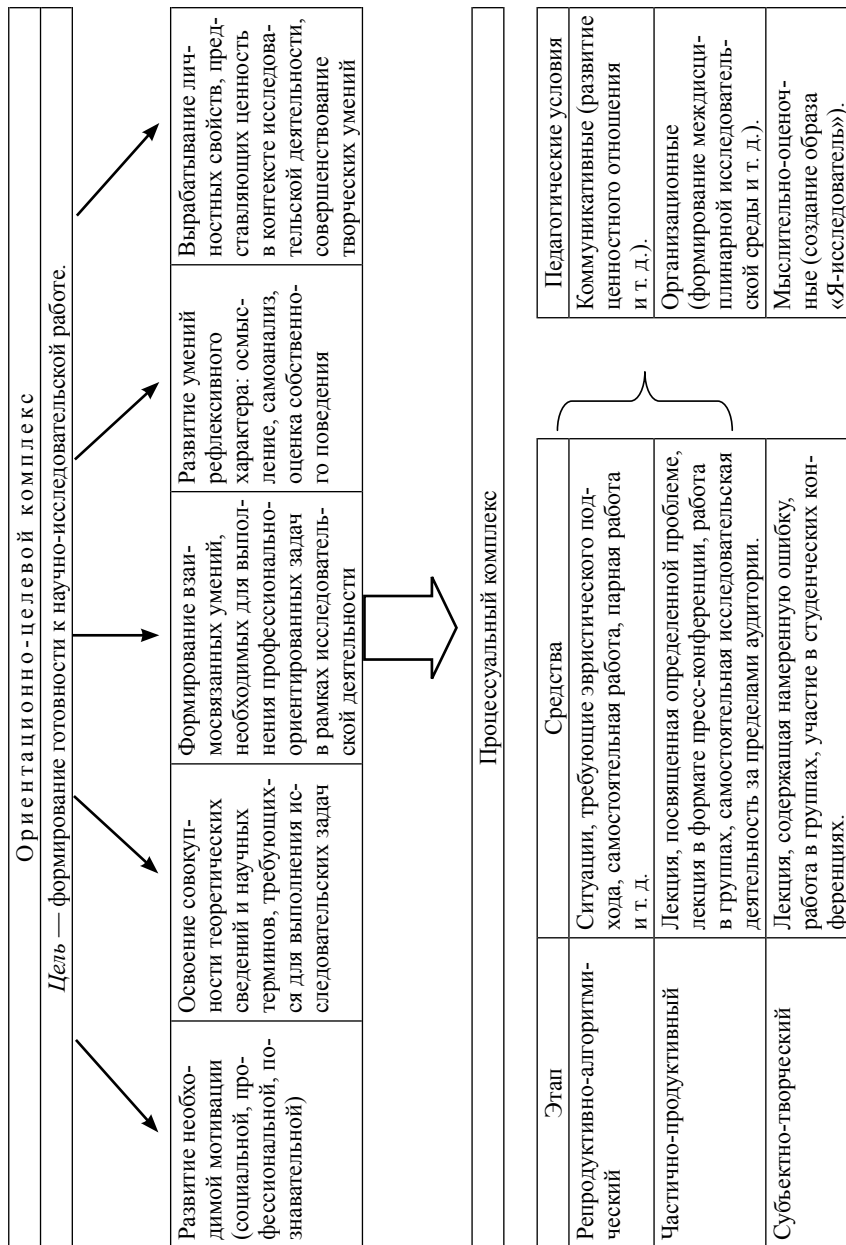 Ориентационно-целевой комплекс
Цель — формирование готовности к научно-исследовательской работе.
Развитие необхо-
димой мотивации
(социальной, про-
фессиональной, по-
знавательной)
Освоение совокуп-
ности теоретических
сведений и научных
терминов, требующих-
ся для выполнения ис-
следовательских задач
Формирование взаи-
мосвязанных умений,
необходимых для выпол-
нения профессионально-
ориентированных задач
в рамках исследователь-
ской деятельности
Развитие умений
рефлексивного
характера: осмыс-
ление, самоанализ,
оценка собственно-
го поведения
Вырабатывание лич-
ностных свойств, пред-
ставляющих ценность
в контексте исследова-
тельской деятельности,
совершенствование
творческих умений
Процессуальный комплекс
Этап
Средства
Репродуктивно-алгоритми-
ческий
Ситуации, требующие эвристического под-
хода, самостоятельная работа, парная работа
и т. д.
Частично-продуктивный
Лекция, посвященная определенной проблеме,
лекция в формате пресс-конференции, работа
в группах, самостоятельная исследовательская
деятельность за пределами аудитории.
Субъектно-творческий
Лекция, содержащая намеренную ошибку,
работа в группах, участие в студенческих кон-
ференциях.
Педагогические условия
Коммуникативные (развитие
ценностного отношения
и т. д.).
Организационные
(формирование междисци-
плинарной исследователь-
ской среды и т. д.).
Мыслительно-оценоч-
ные (создание образа
«Я-исследователь»).